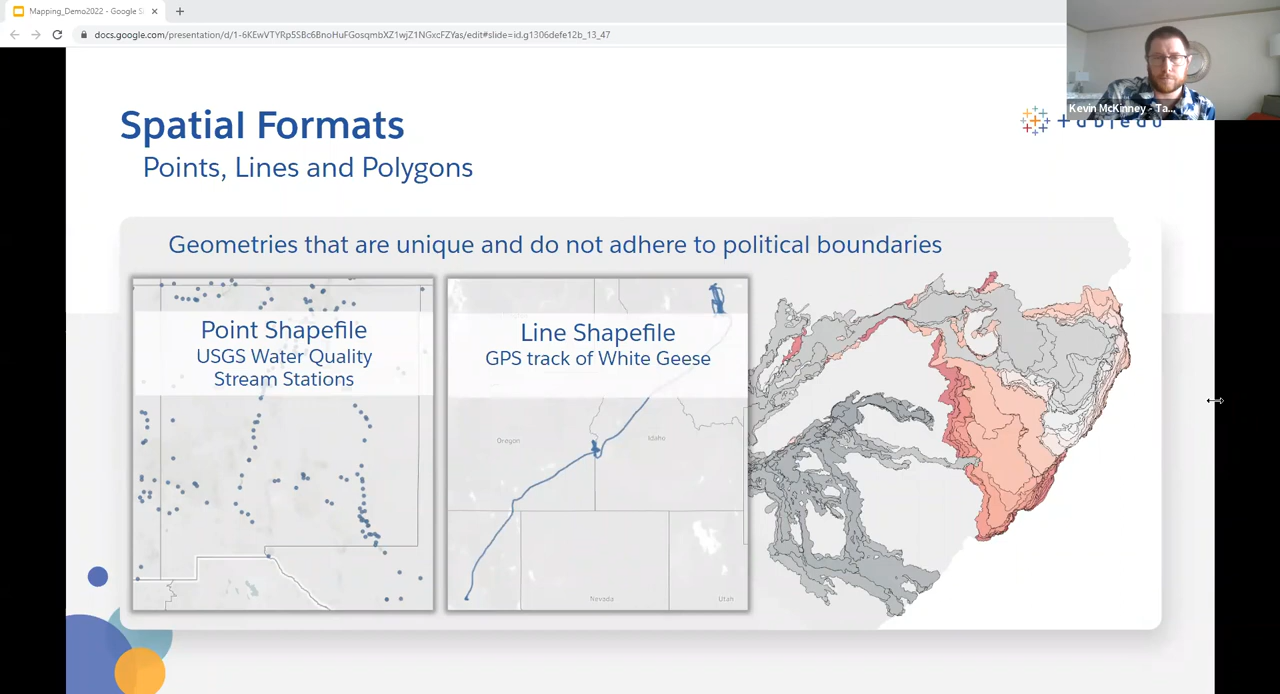 Mapping_Demo2022 - Google Sl
docs.google.com/presentation/d/1-6KEwVTYRpSSBc6BnoHuFGosqmbXZ1wjZ1NGxcFZYas/edit#slide=id.g1306defe12b_13_47
Kevin McKinney - Ta...
+ a b | e a u
Spatial Formats
Points, Lines and Polygons
Geometries that are unique and do not adhere to political boundaries
Point Shapefile
USGS Water Quality
Stream Stations
Line Shapefile
GPS track of White Geese
Oregon
Idaho
Nevada
Utah